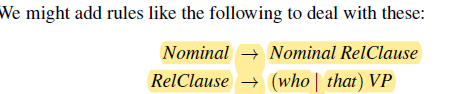 We might add rules like the following to deal with these:
Nominal → Nominal RelClause
RelClause → (who | that) VP